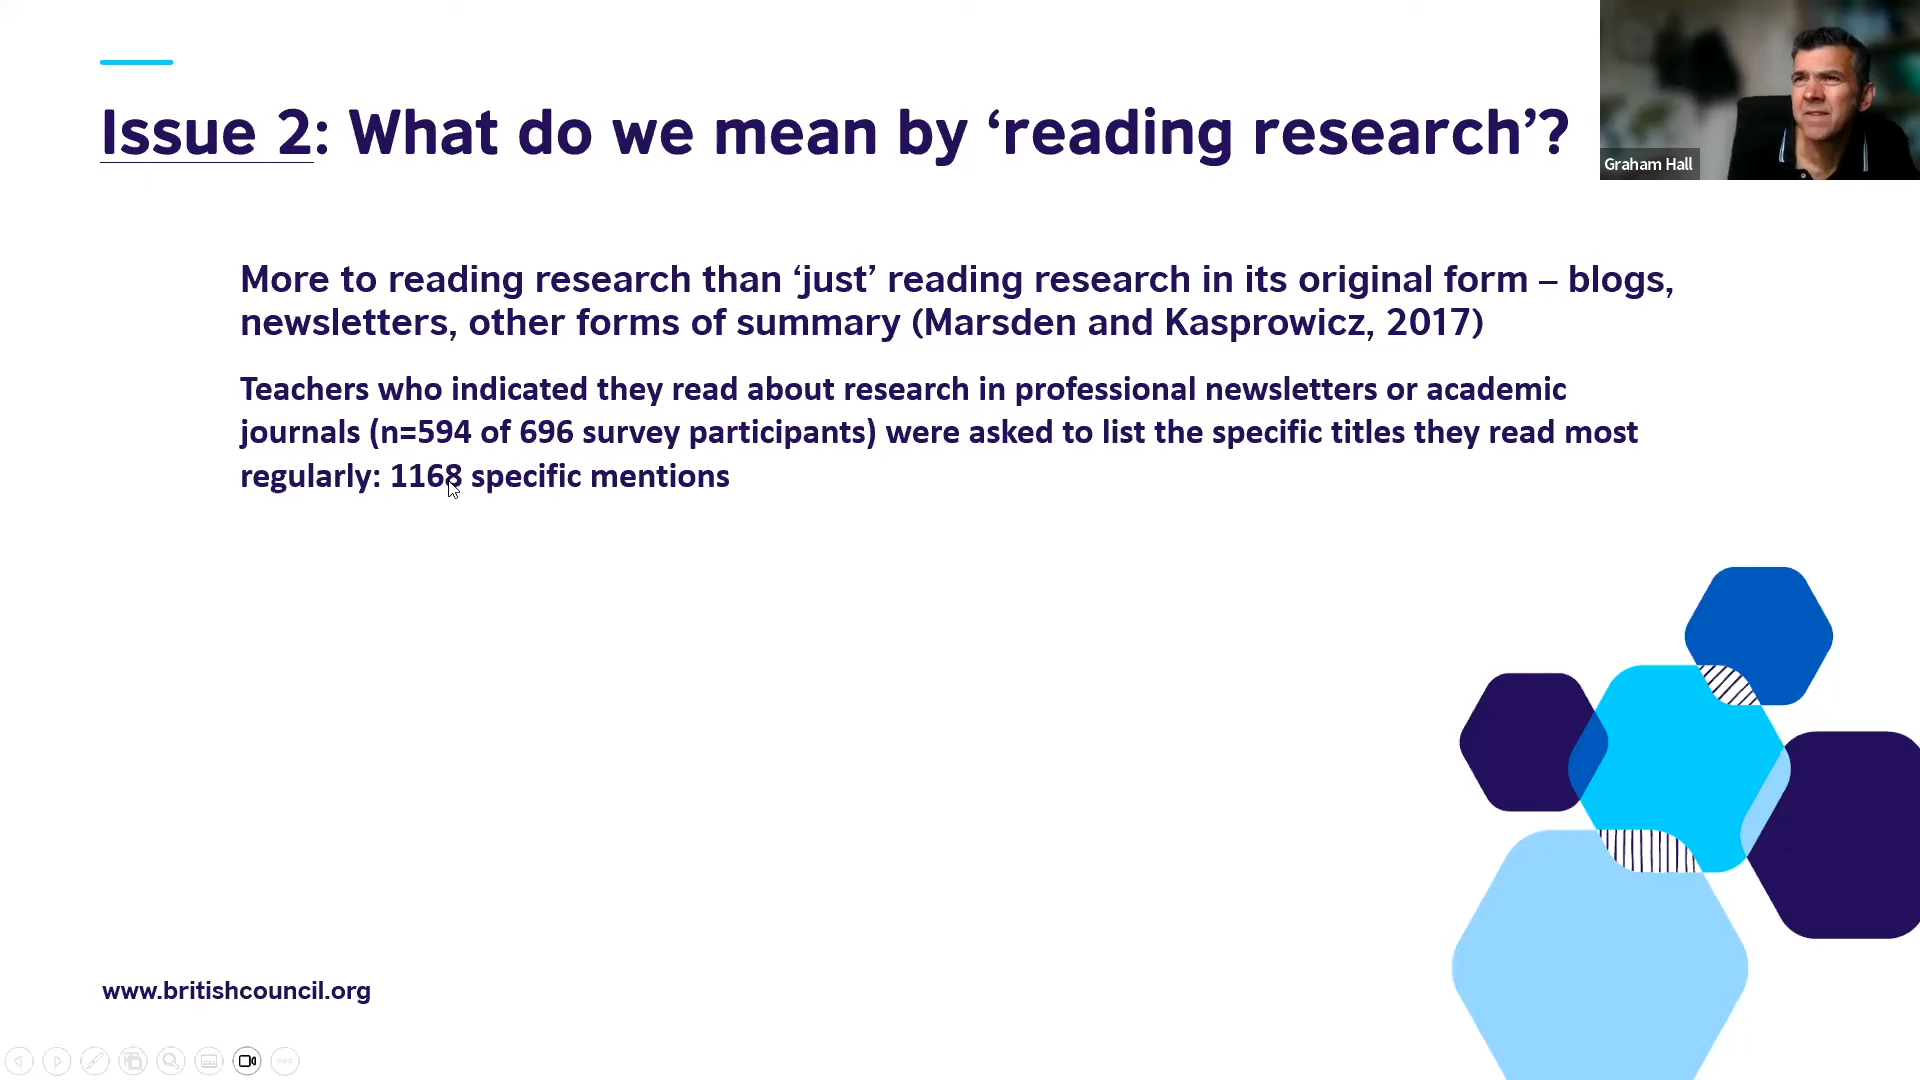 Issue 2: What do we mean by ‘reading research’?
Graham Hall
More to reading research than ‘just’ reading research in its original form – blogs,
newsletters, other forms of summary (Marsden and Kasprowicz, 2017)
Teachers who indicated they read about research in professional newsletters or academic
journals (n=594 of 696 survey participants) were asked to list the specific titles they read most
regularly: 1168 specific mentions
www.britishcouncil.org